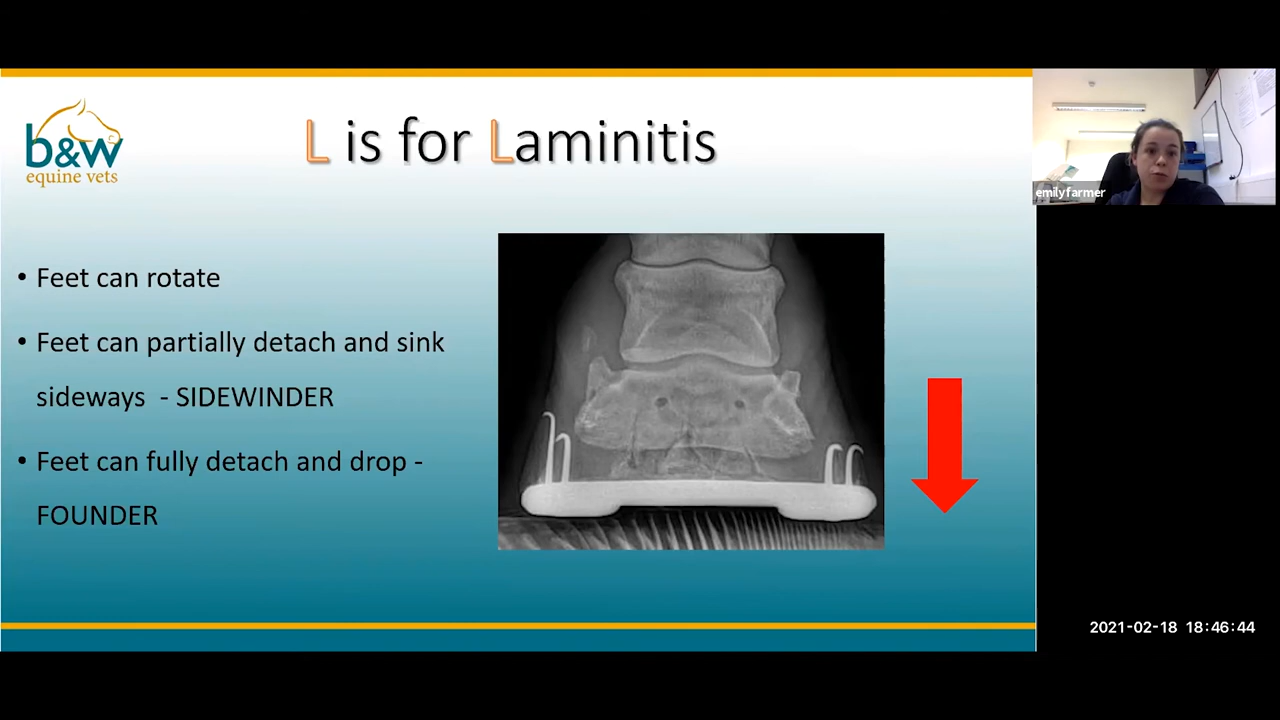 b&w
equine vets
L is for Laminitis
• Feet can rotate
• Feet can partially detach and sink
sideways - SIDEWINDER
• Feet can fully detach and drop -
FOUNDER
emilyfarmer
2021-02-18 18:46:44